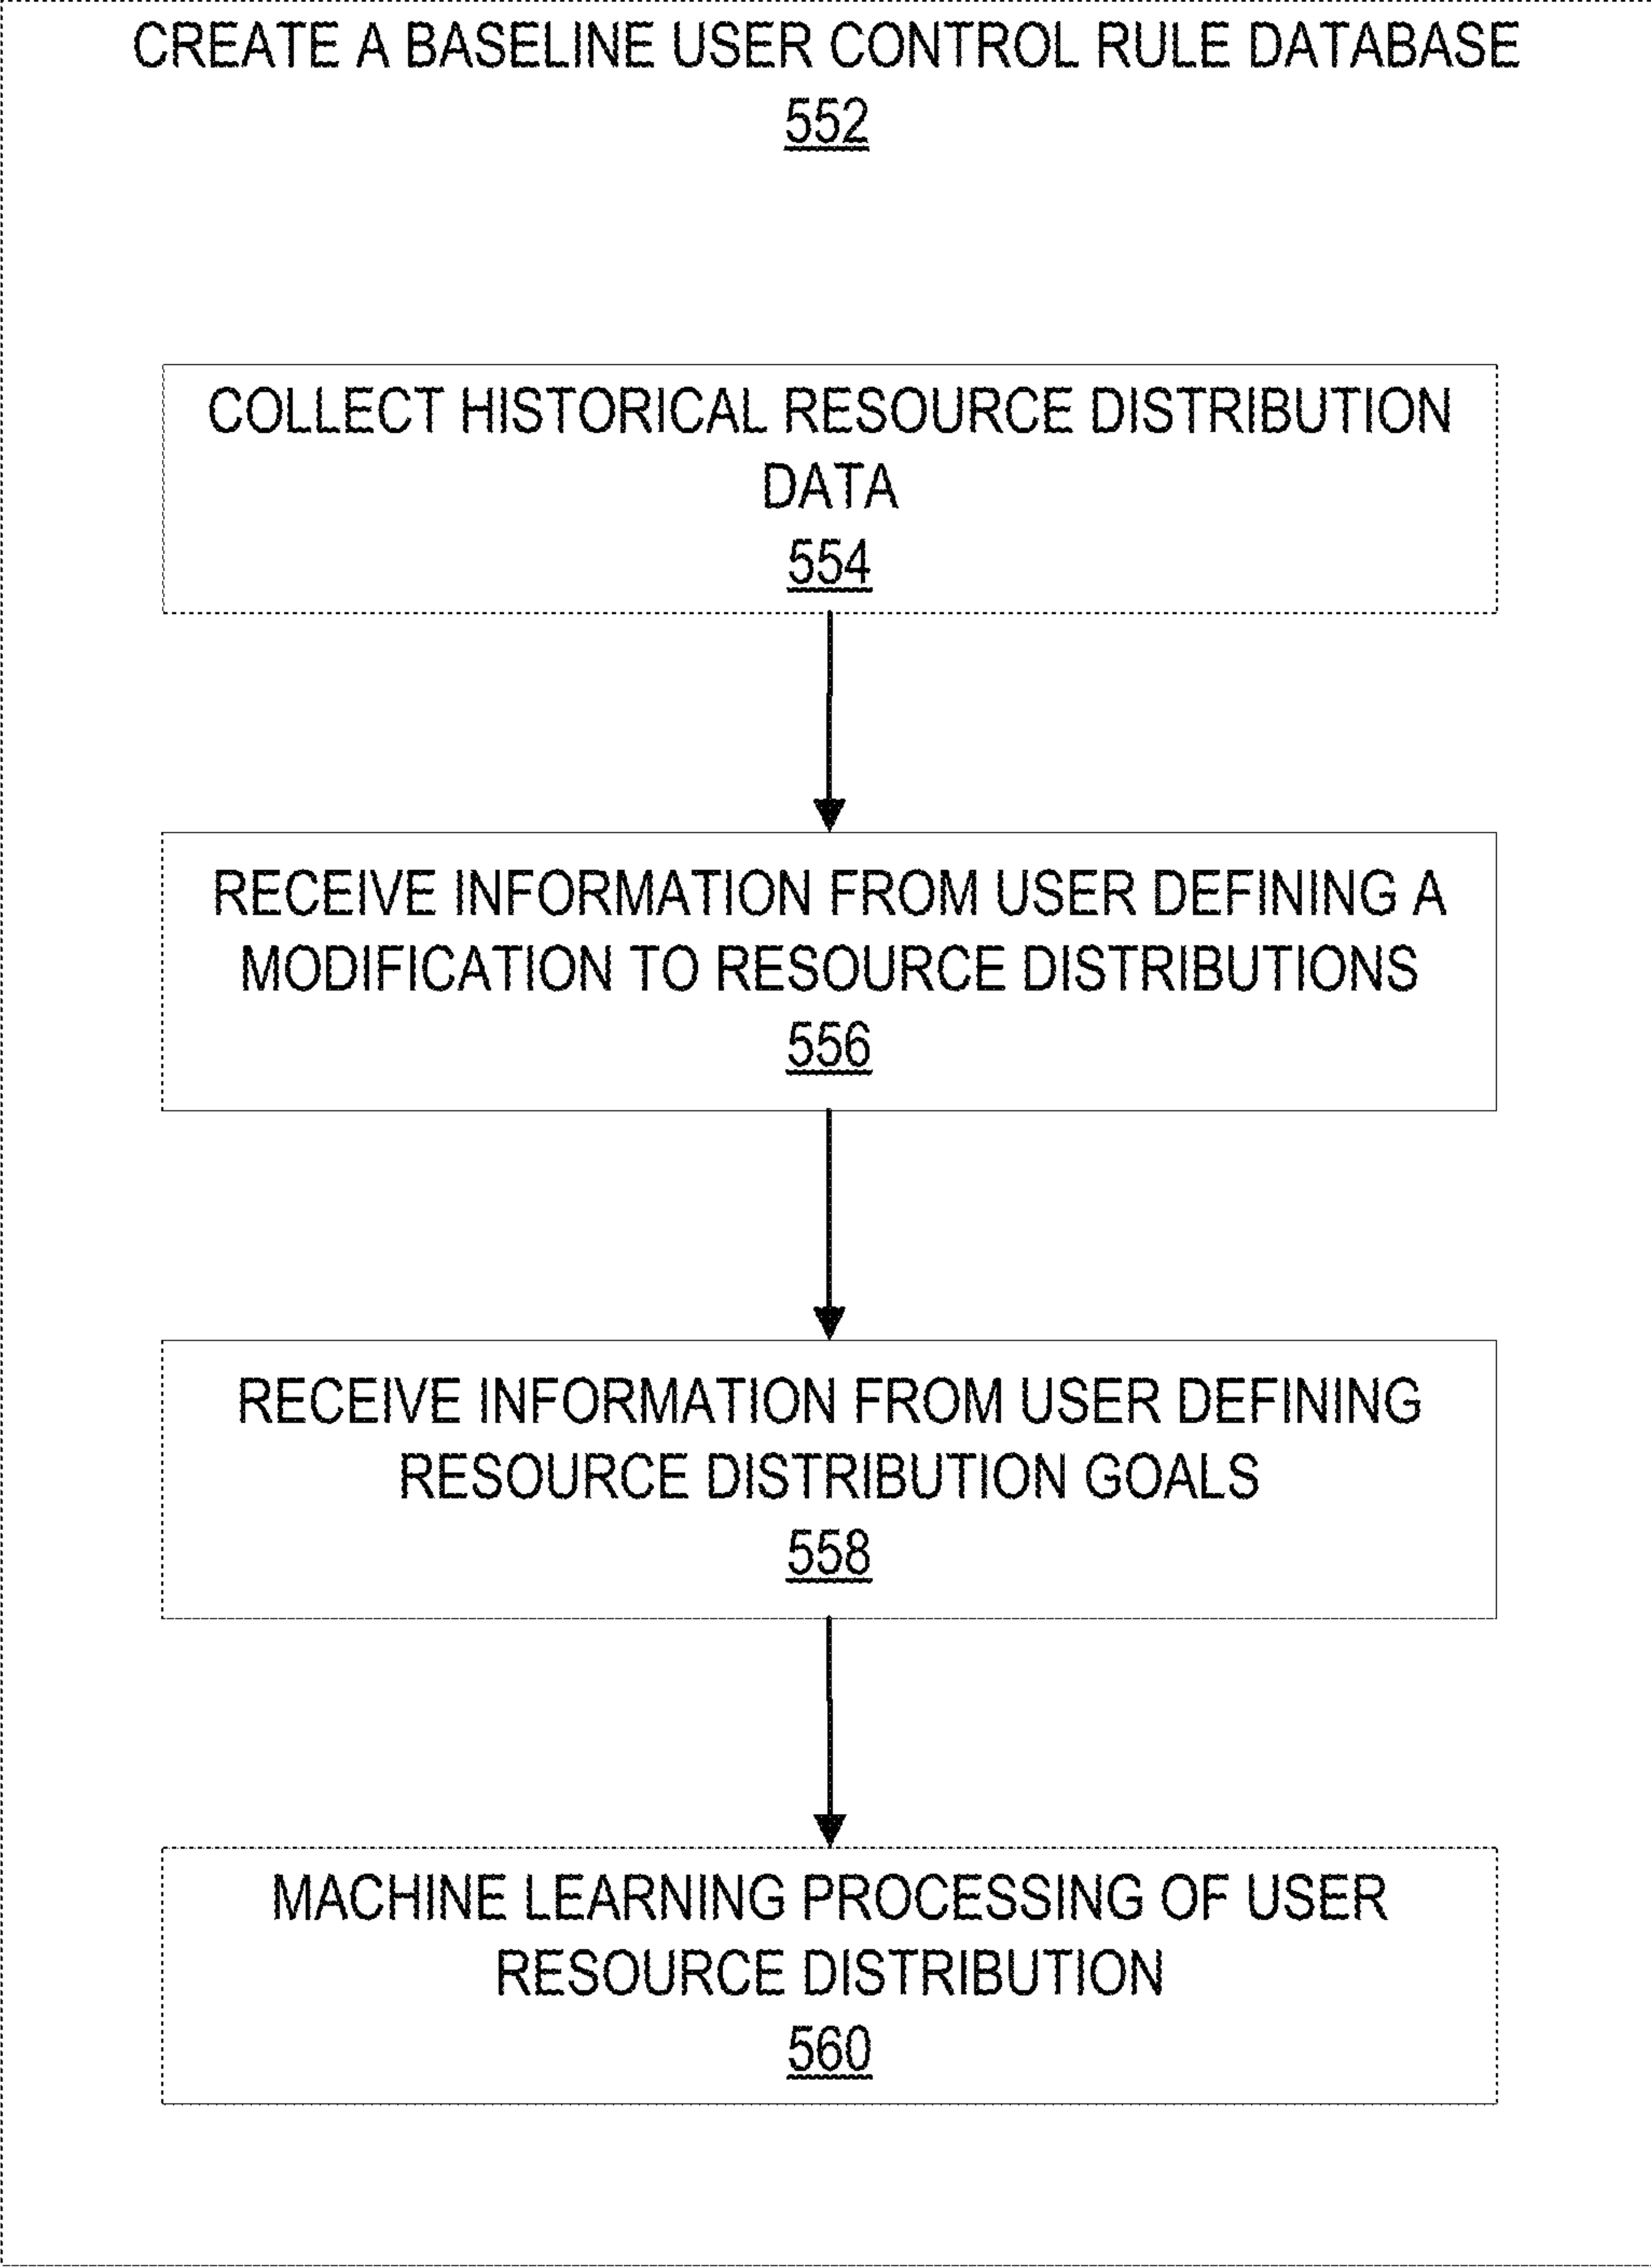 CREATE A BASELINE USER CONTROL RULE DATABASE
552
COLLECT HISTORICAL RESOURCE DISTRIBUTION
DATA
554
RECEIVE INFORMATION FROM USER DEFINING A
MODIFICATION TO RESOURCE DISTRIBUTIONS
556
RECEIVE INFORMATION FROM USER DEFINING
RESOURCE DISTRIBUTION GOALS
558
MACHINE LEARNING PROCESSING OF USER
RESOURCE DISTRIBUTION
560